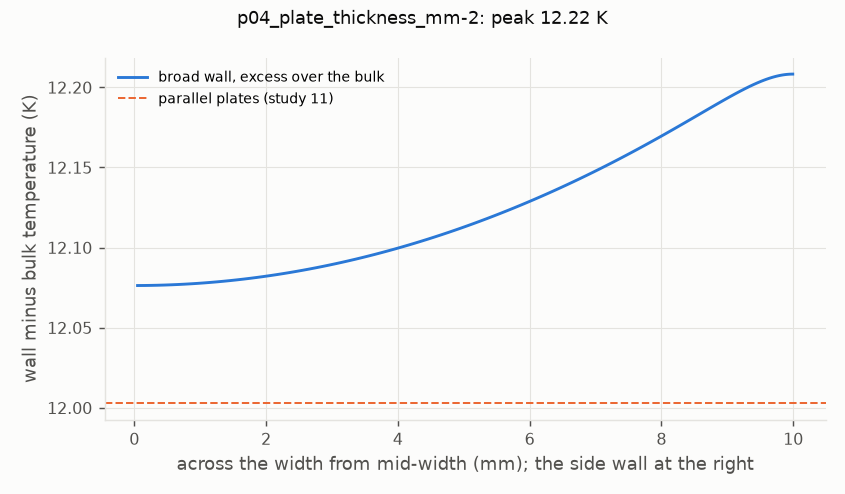 p04_plate_thickness_mm-2: peak 12.22 K
broad wall, excess over the bulk
parallel plates (study 11)
wall minus bulk temperature (K)
12.20
12.15
12.10
12.05
12.00
0 2 4 6 8 10
across the width from mid-width (mm); the side wall at the right